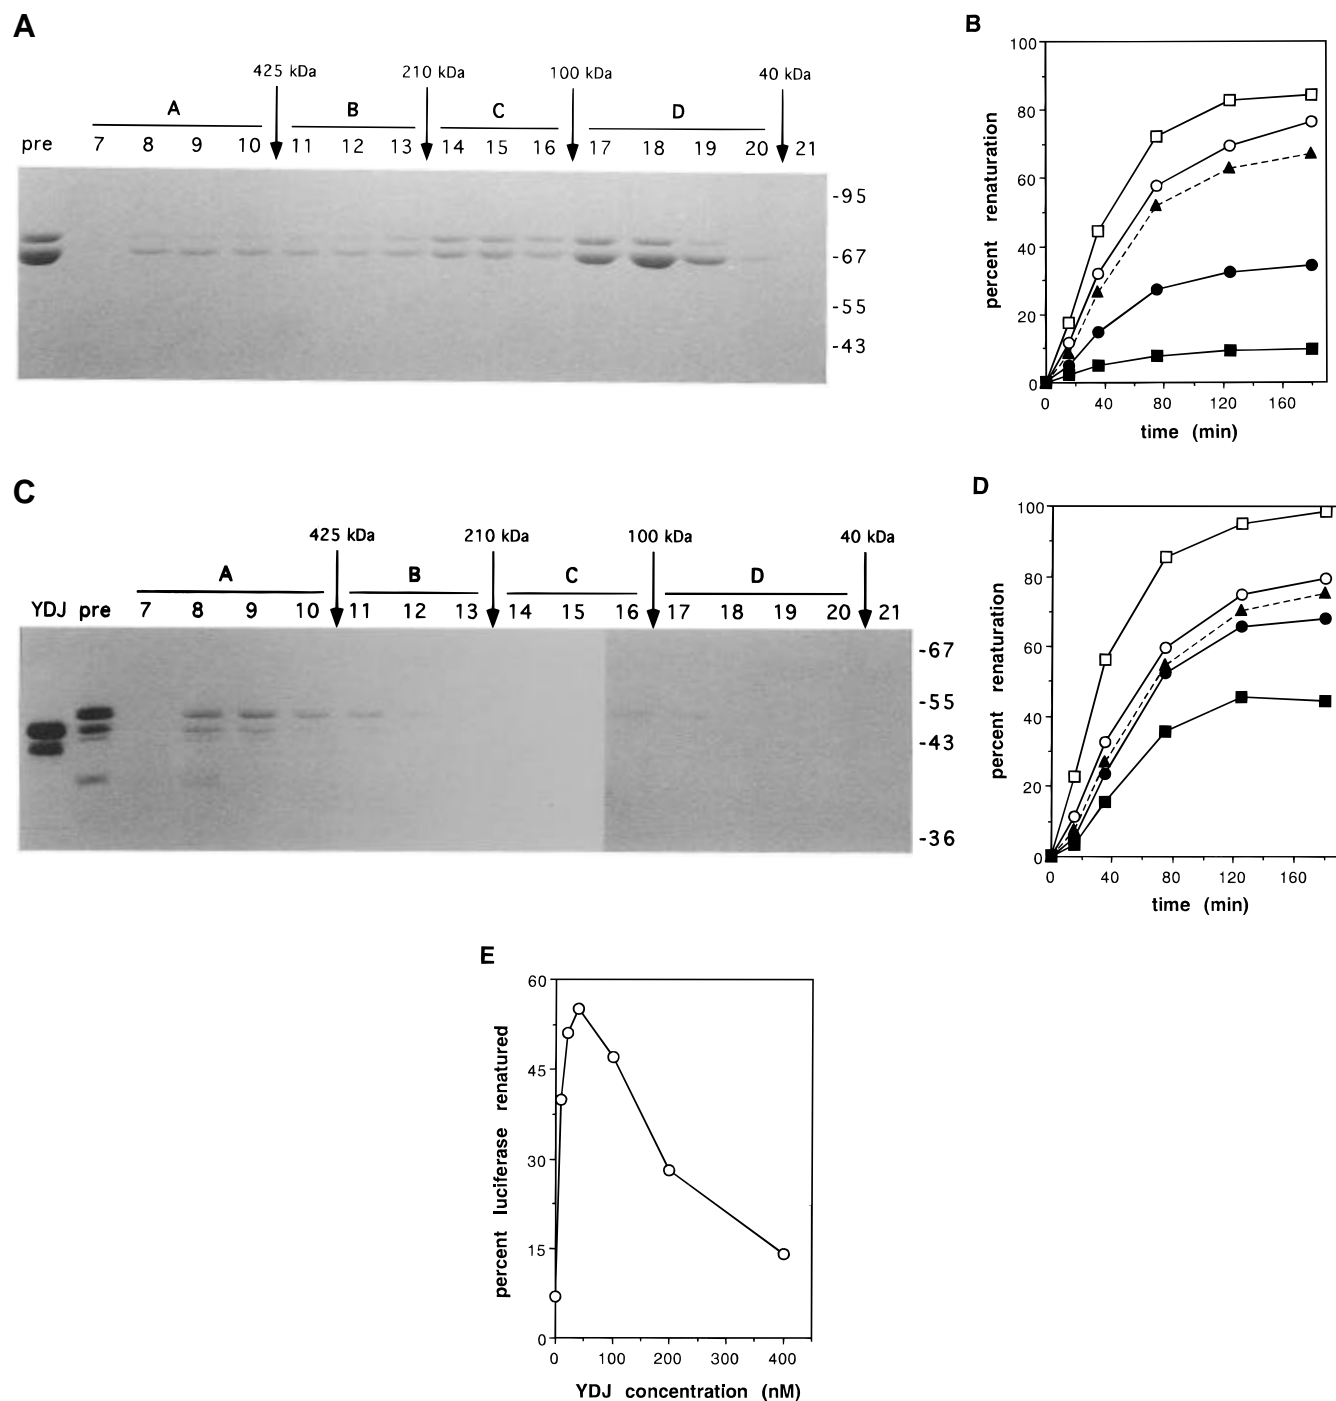 A
425 kDa 210 kDa 100 kDa 40 kDa
A B C D
pre 7 8 9 10 11 12 13 14 15 16 17 18 19 20 21
-95
-67
-55
-43
B
100
80
60
40
20
0
percent renaturation
0 40 80 120 160
time (min)
C
425 kDa 210 kDa 100 kDa 40 kDa
A B C D
YDJ pre 7 8 9 10 11 12 13 14 15 16 17 18 19 20 21
-67
-55
-43
-36
D
100
80
60
40
20
0
percent renaturation
0 40 80 120 160
time (min)
E
60
45
30
15
0
percent luciferase renatured
0 100 200 300 400
YDJ concentration (nM)